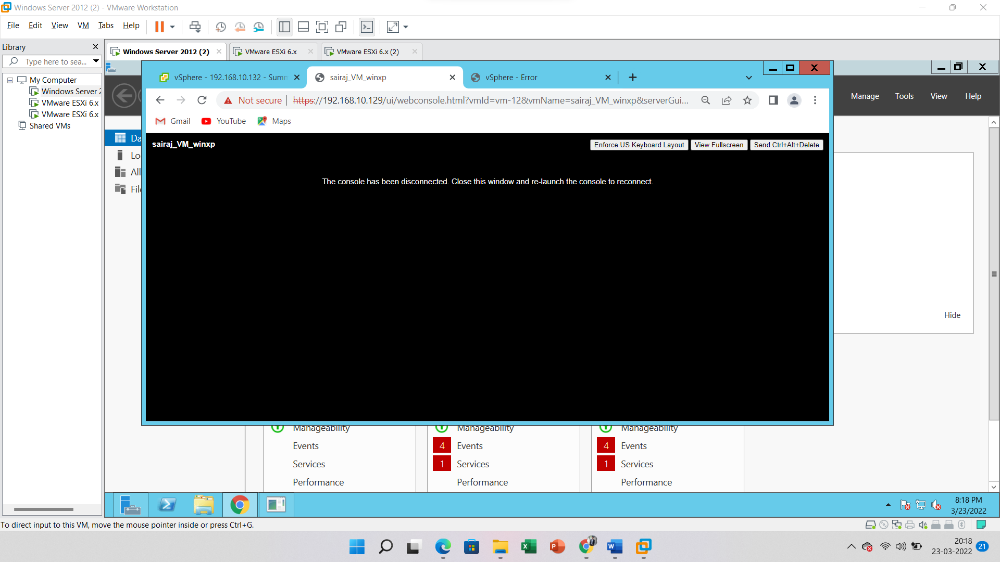 Windows Server 2012 (2) - VMware Workstation
File Edit View VM Tabs Help
Library
Type here to sea...
My Computer
Windows Server 2
VMware ESXi 6.x
VMware ESXi 6.x
Shared VMs
Windows Server 2012 (2)
VMware ESXi 6.x
VMware ESXi 6.x (2)
vSphere - 192.168.10.132 - Summ
sairaj_VM_winxp
vSphere - Error
Not secure
https://192.168.10.129/ui/webconsole.html?vmId=vm-12&vmName=sairaj_VM_winxp&serverGui...
Gmail YouTube Maps
Manage Tools View Help
sairaj_VM_winxp
Enforce US Keyboard Layout View Fullscreen Send Ctrl+Alt+Delete
The console has been disconnected. Close this window and re-launch the console to reconnect.
Da
Lo
All
File
Hide
Manageability
Events
Services
Performance
Manageability
4 Events
1 Services
Performance
Manageability
4 Events
1 Services
Performance
8:18 PM
3/23/2022
To direct input to this VM, move the mouse pointer inside or press Ctrl+G.
20:18
23-03-2022
21